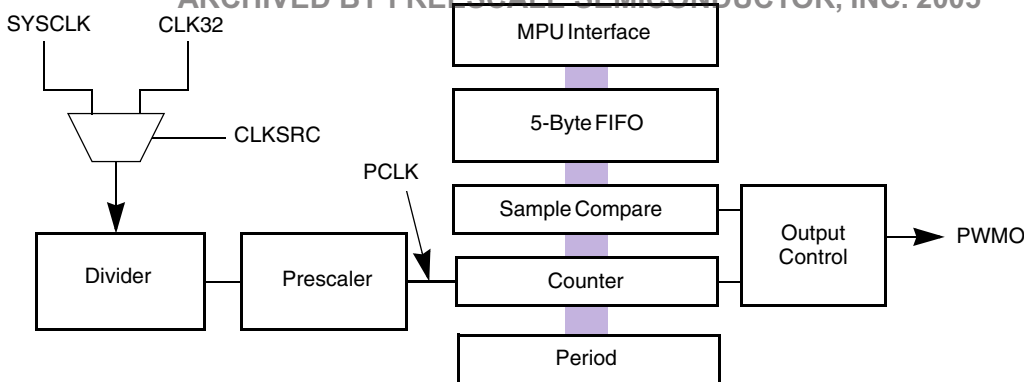 ARCHIVED BY FREESCALE SEMICONDUCTOR, INC. 2005
SYSCLK
CLK32
MPU Interface
5-Byte FIFO
CLKSRC
PCLK
Sample Compare
Output
Control
PWMO
Divider
Prescaler
Counter
Period